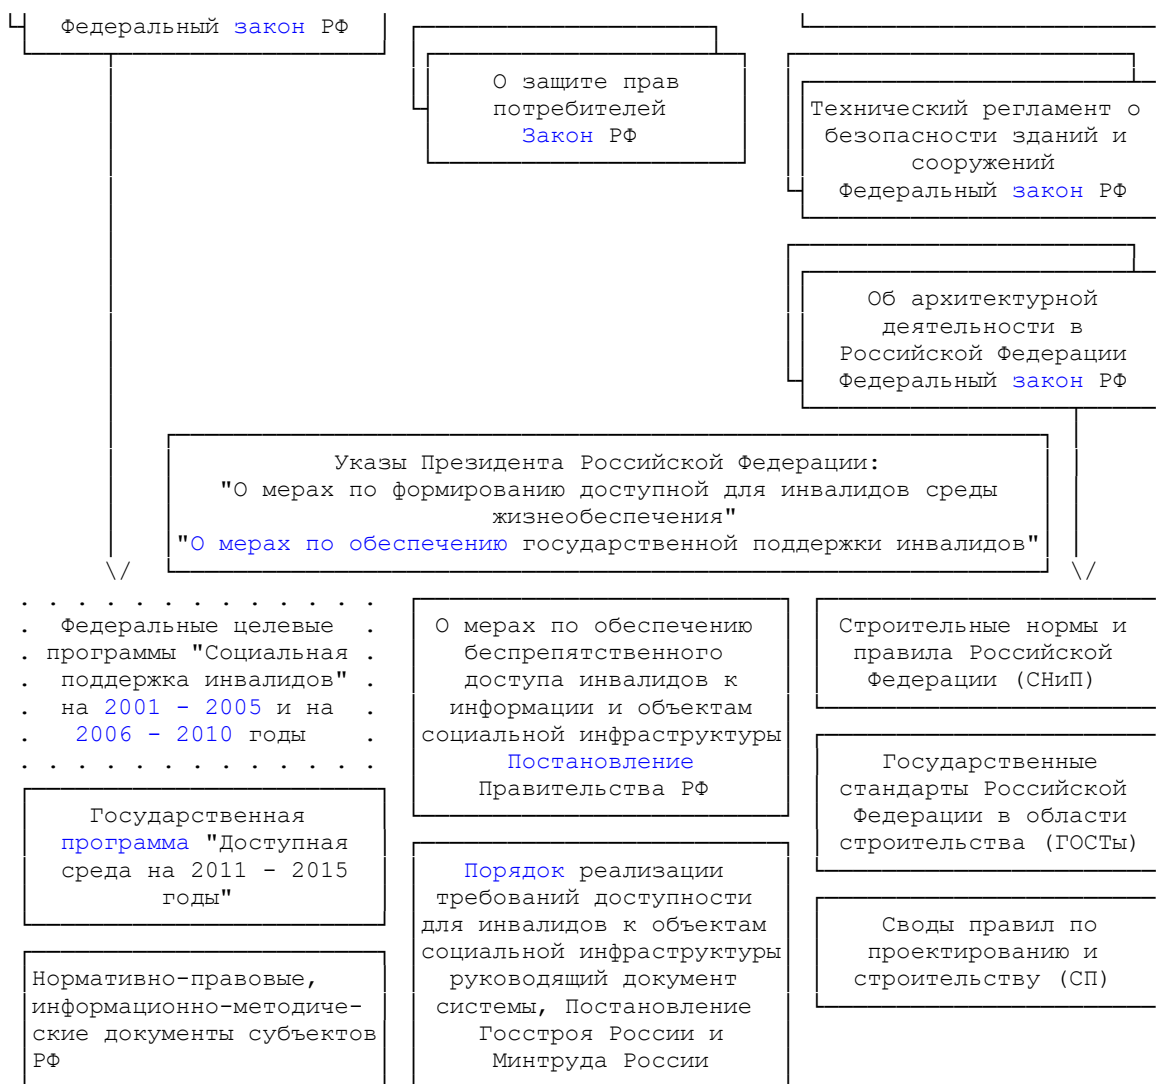 Федеральный закон РФ
О защите прав
потребителей
Закон РФ
Технический регламент о
безопасности зданий и
сооружений
Федеральный закон РФ
Об архитектурной
деятельности в
Российской Федерации
Федеральный закон РФ
Указы Президента Российской Федерации:
"О мерах по формированию доступной для инвалидов среды
жизнеобеспечения"
"О мерах по обеспечению государственной поддержки инвалидов"
Федеральные целевые
программы "Социальная
поддержка инвалидов"
на 2001 - 2005 и на
2006 - 2010 годы
Государственная
программа "Доступная
среда на 2011 - 2015
годы"
Нормативно-правовые,
информационно-методиче-
ские документы субъектов
РФ
О мерах по обеспечению
беспрепятственного
доступа инвалидов к
информации и объектам
социальной инфраструктуры
Постановление
Правительства РФ
Порядок реализации
требований доступности
для инвалидов к объектам
социальной инфраструктуры
руководящий документ
системы, Постановление
Госстроя России и
Минтруда России
Строительные нормы и
правила Российской
Федерации (СНиП)
Государственные
стандарты Российской
Федерации в области
строительства (ГОСТы)
Своды правил по
проектированию и
строительству (СП)